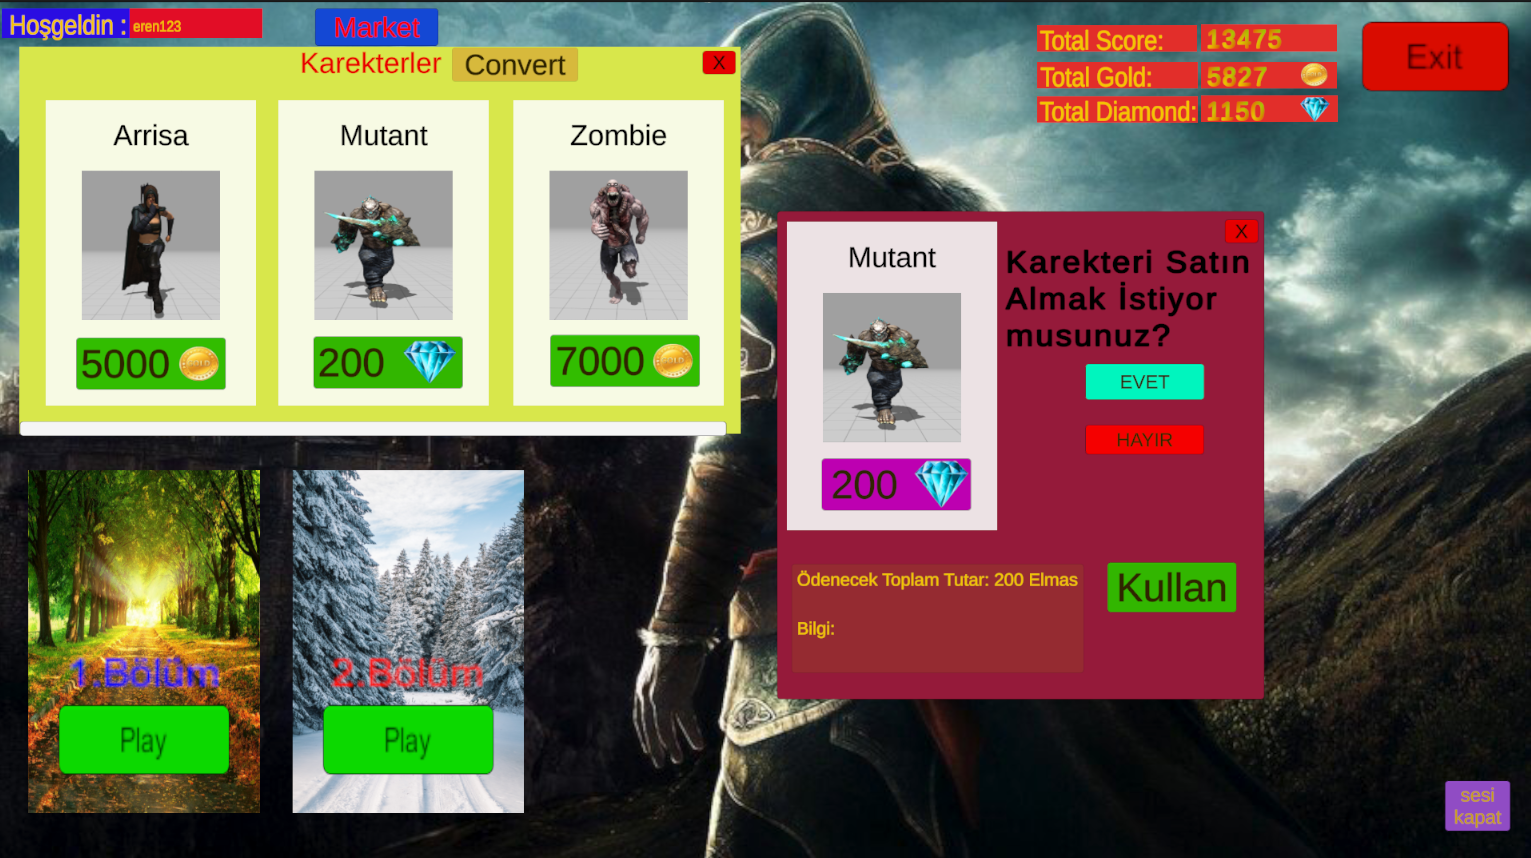 Hoşgeldin : eren123
Market
Total Score: 13475
Total Gold: 5827
Total Diamond: 1150
Exit
Karekterler
Convert
X
Arrisa
Mutant
Zombie
5000
200
7000
X
Mutant
Karekteri Satın
Almak İstiyor
musunuz?
EVET
HAYIR
200
Ödenecek Toplam Tutar: 200 Elmas
Bilgi:
Kullan
1.Bölüm
Play
2.Bölüm
Play
sesi
kapat